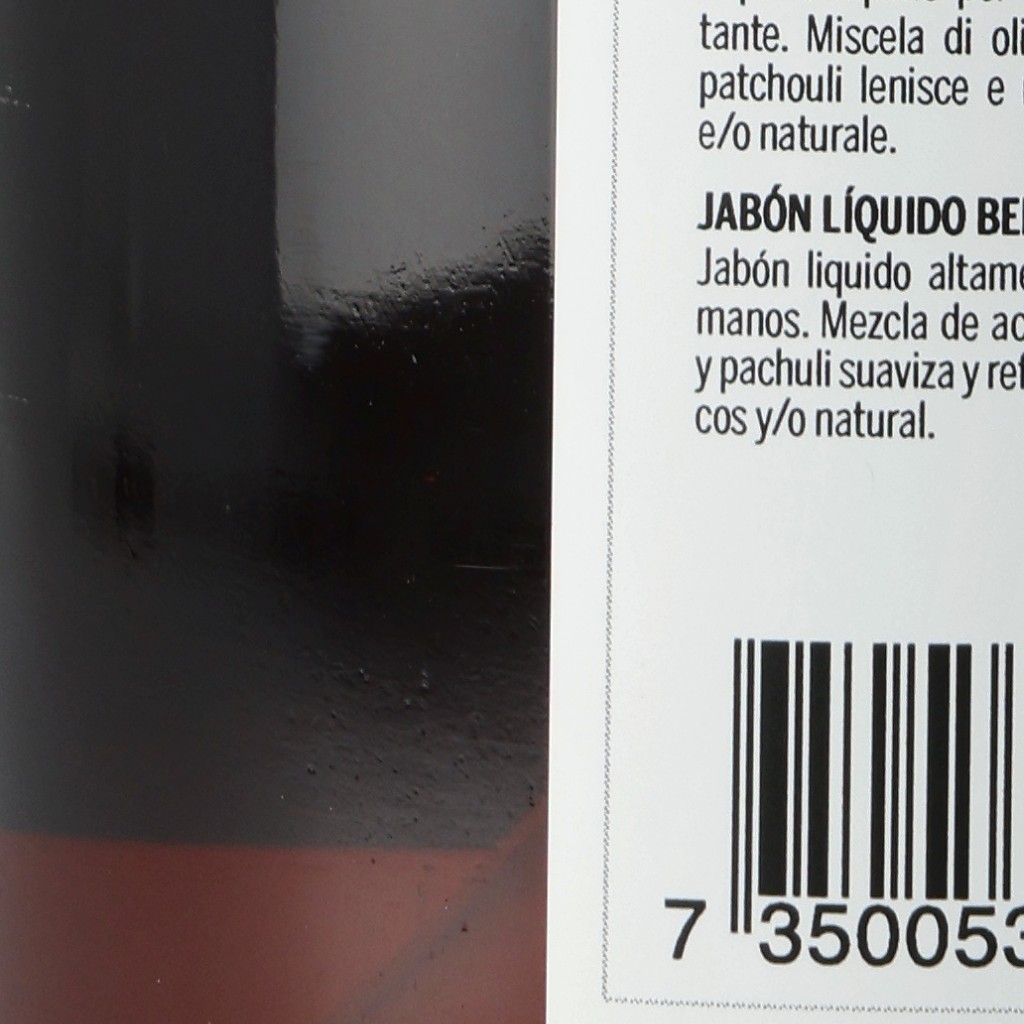 tante. Miscela di oli
patchouli lenisce e
e/o naturale.
JABÓN LÍQUIDO BE
Jabón liquido altame
manos. Mezcla de ac
y pachuli suaviza y ref
cos y/o natural.
7 350053